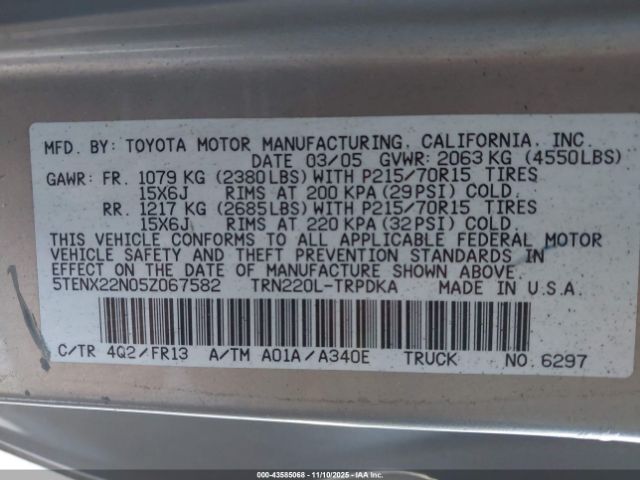 MFD. BY: TOYOTA MOTOR MANUFACTURING, CALIFORNIA, INC.
DATE 03/05 GVWR: 2063 KG (4550LBS)
GAWR: FR. 1079 KG (2380LBS) WITH P215/70R15 TIRES
15X6J RIMS AT 200 KPA (29PSI) COLD.
RR. 1217 KG (2685LBS) WITH P215/70R15 TIRES
15X6J RIMS AT 220 KPA (32PSI) COLD.
THIS VEHICLE CONFORMS TO ALL APPLICABLE FEDERAL MOTOR
VEHICLE SAFETY AND THEFT PREVENTION STANDARDS IN
EFFECT ON THE DATE OF MANUFACTURE SHOWN ABOVE.
5TENX22N05Z067582 TRN220L-TRPDKA MADE IN U.S.A.
C/TR 4Q2/FR13 A/TM A01A/A340E TRUCK NO. 6297
000-43585068 - 11/10/2025 - IAA Inc.